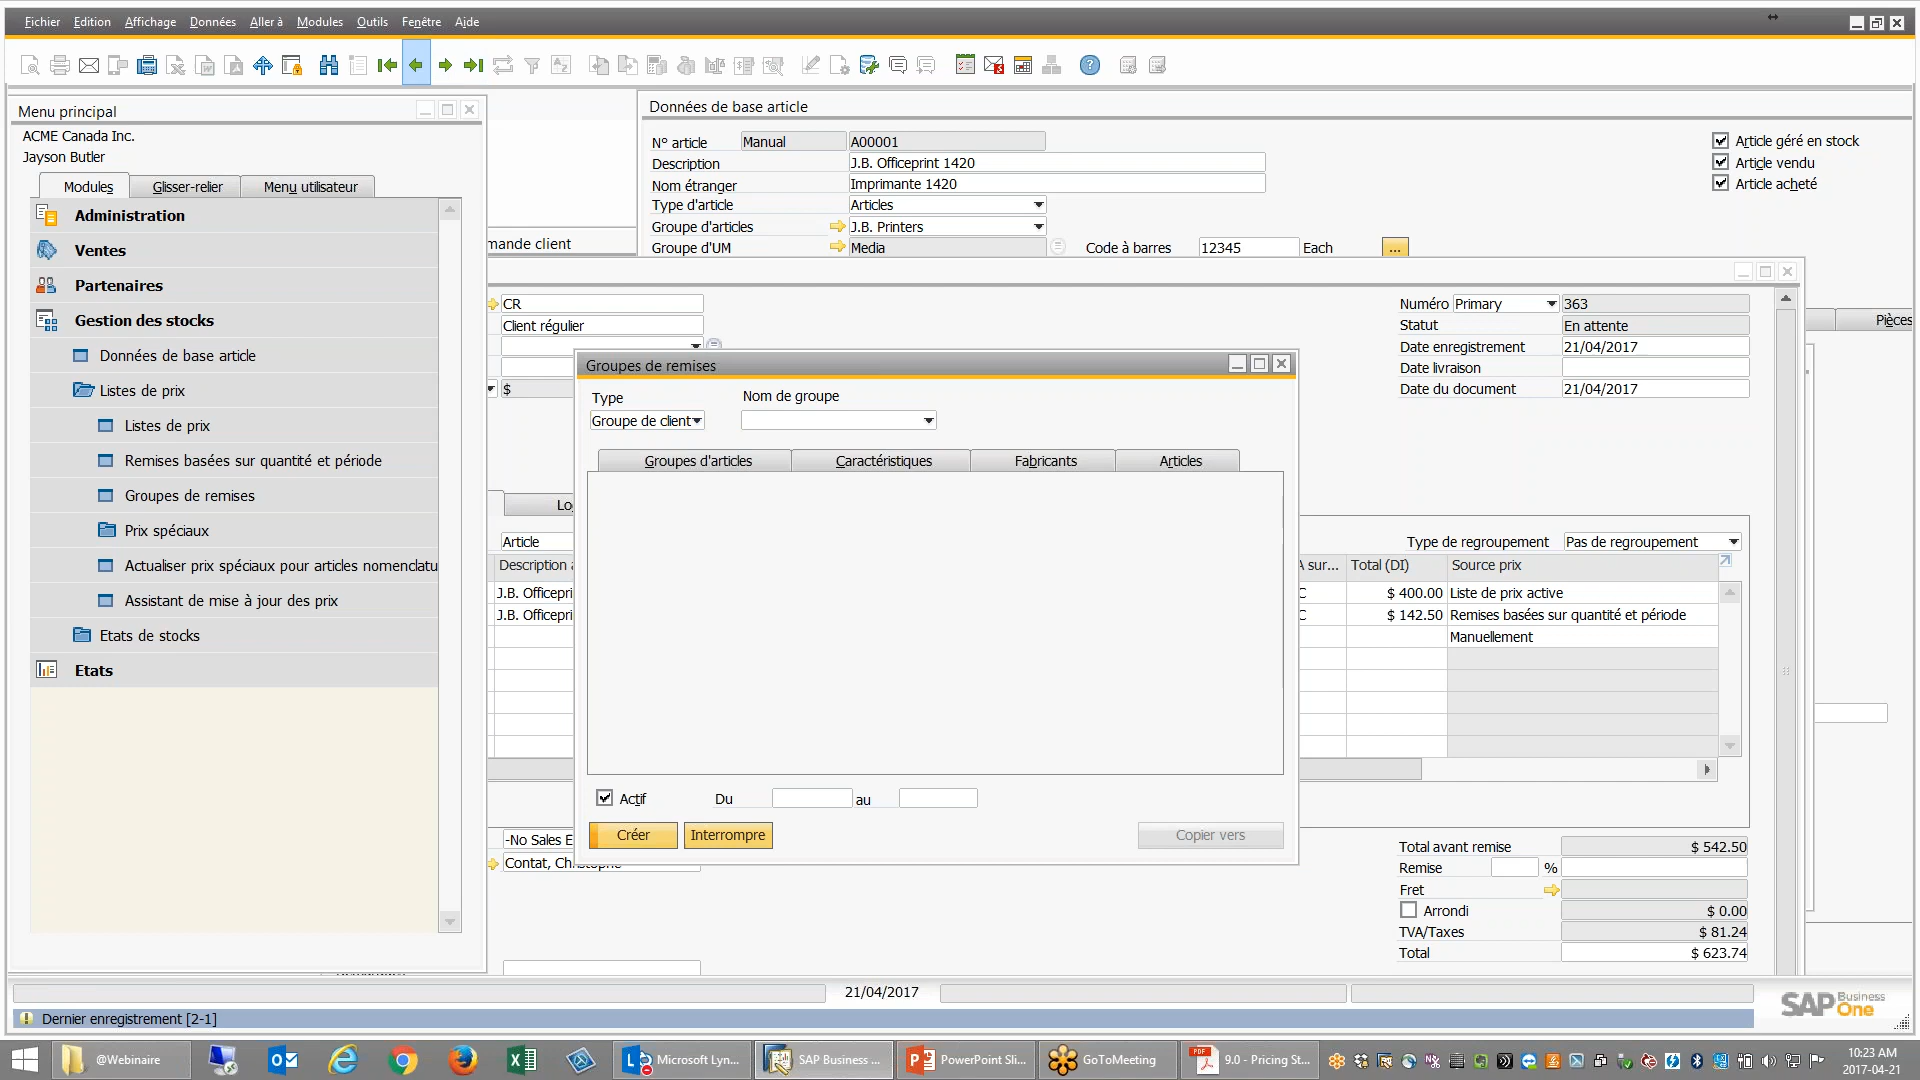 Fichier Edition Affichage Données Aller à Modules Outils Fenêtre Aide
Menu principal
ACME Canada Inc.
Jayson Butler
Modules Glisser-relier Menu utilisateur
Administration
Ventes
Partenaires
Gestion des stocks
Données de base article
Listes de prix
Listes de prix
Remises basées sur quantité et période
Groupes de remises
Prix spéciaux
Actualiser prix spéciaux pour articles nomenclatu
Assistant de mise à jour des prix
Etats de stocks
Etats
mande client
Données de base article
N° article Manual A00001
Description J.B. Officeprint 1420
Nom étranger Imprimante 1420
Type d'article Articles
Groupe d'articles J.B. Printers
Groupe d'UM Media Code à barres 12345 Each ...
Article géré en stock
Article vendu
Article acheté
Pièces
CR
Client régulier
$
Numéro Primary 363
Statut En attente
Date enregistrement 21/04/2017
Date livraison
Date du document 21/04/2017
Groupes de remises
Type Nom de groupe
Groupe de client
Groupes d'articles Caractéristiques Fabricants Articles
Actif Du au
Créer Interrompre Copier vers
Lo
Article
Type de regroupement Pas de regroupement
Description a
A sur... Total (DI) Source prix
J.B. Officepri C $ 400.00 Liste de prix active
J.B. Officepri C $ 142.50 Remises basées sur quantité et période
Manuellement
-No Sales E
Contat, Christophe
Total avant remise $ 542.50
Remise %
Fret
Arrondi $ 0.00
TVA/Taxes $ 81.24
Total $ 623.74
21/04/2017
SAP Business One
Dernier enregistrement [2-1]
@Webinaire Microsoft Lyn... SAP Business ... PowerPoint Sli... GoToMeeting 9.0 - Pricing St...
10:23 AM
2017-04-21